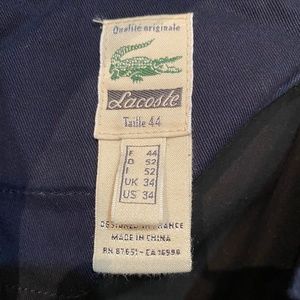 Qualité originale
Lacoste
Taille 44
F 44
D 52
I 52
UK 34
US 34
DESIGNED IN FRANCE
MADE IN CHINA
RN 87651 - CA 16998